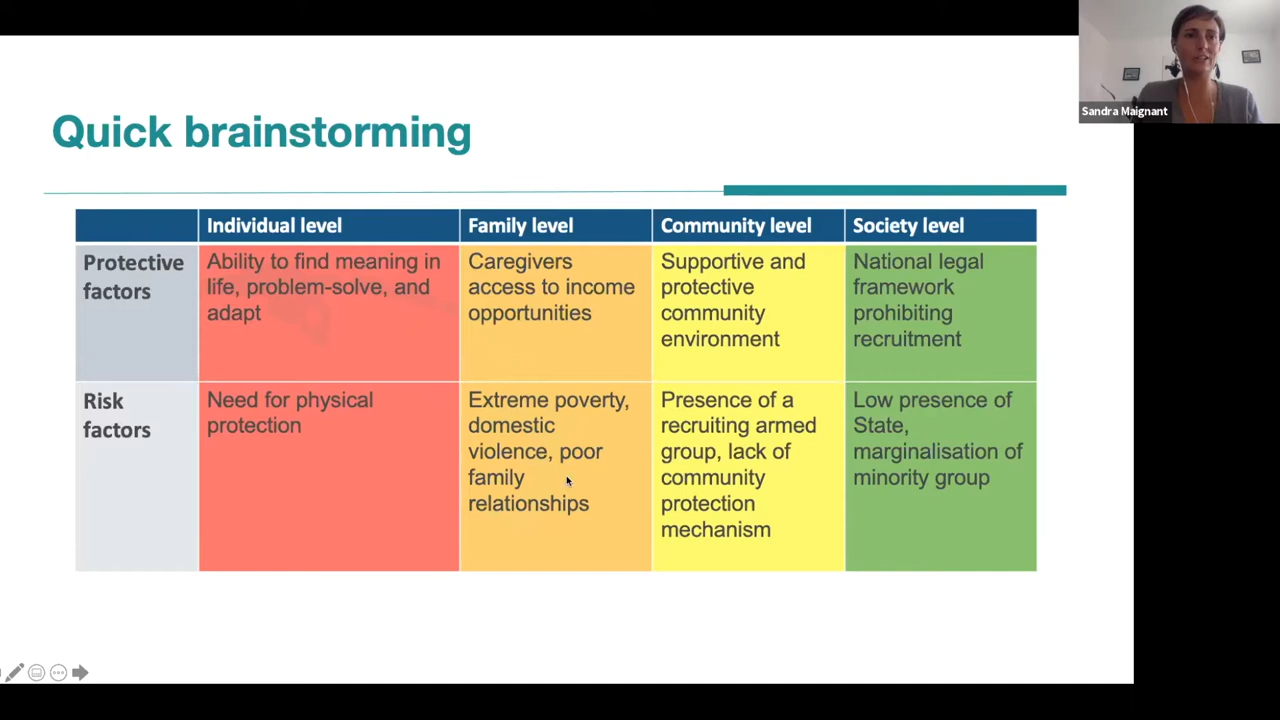 Sandra Maignant
Quick brainstorming
Individual level
Family level
Community level
Society level
Protective
factors
Ability to find meaning in
life, problem-solve, and
adapt
Caregivers
access to income
opportunities
Supportive and
protective
community
environment
National legal
framework
prohibiting
recruitment
Risk
factors
Need for physical
protection
Extreme poverty,
domestic
violence, poor
family
relationships
Presence of a
recruiting armed
group, lack of
community
protection
mechanism
Low presence of
State,
marginalisation of
minority group